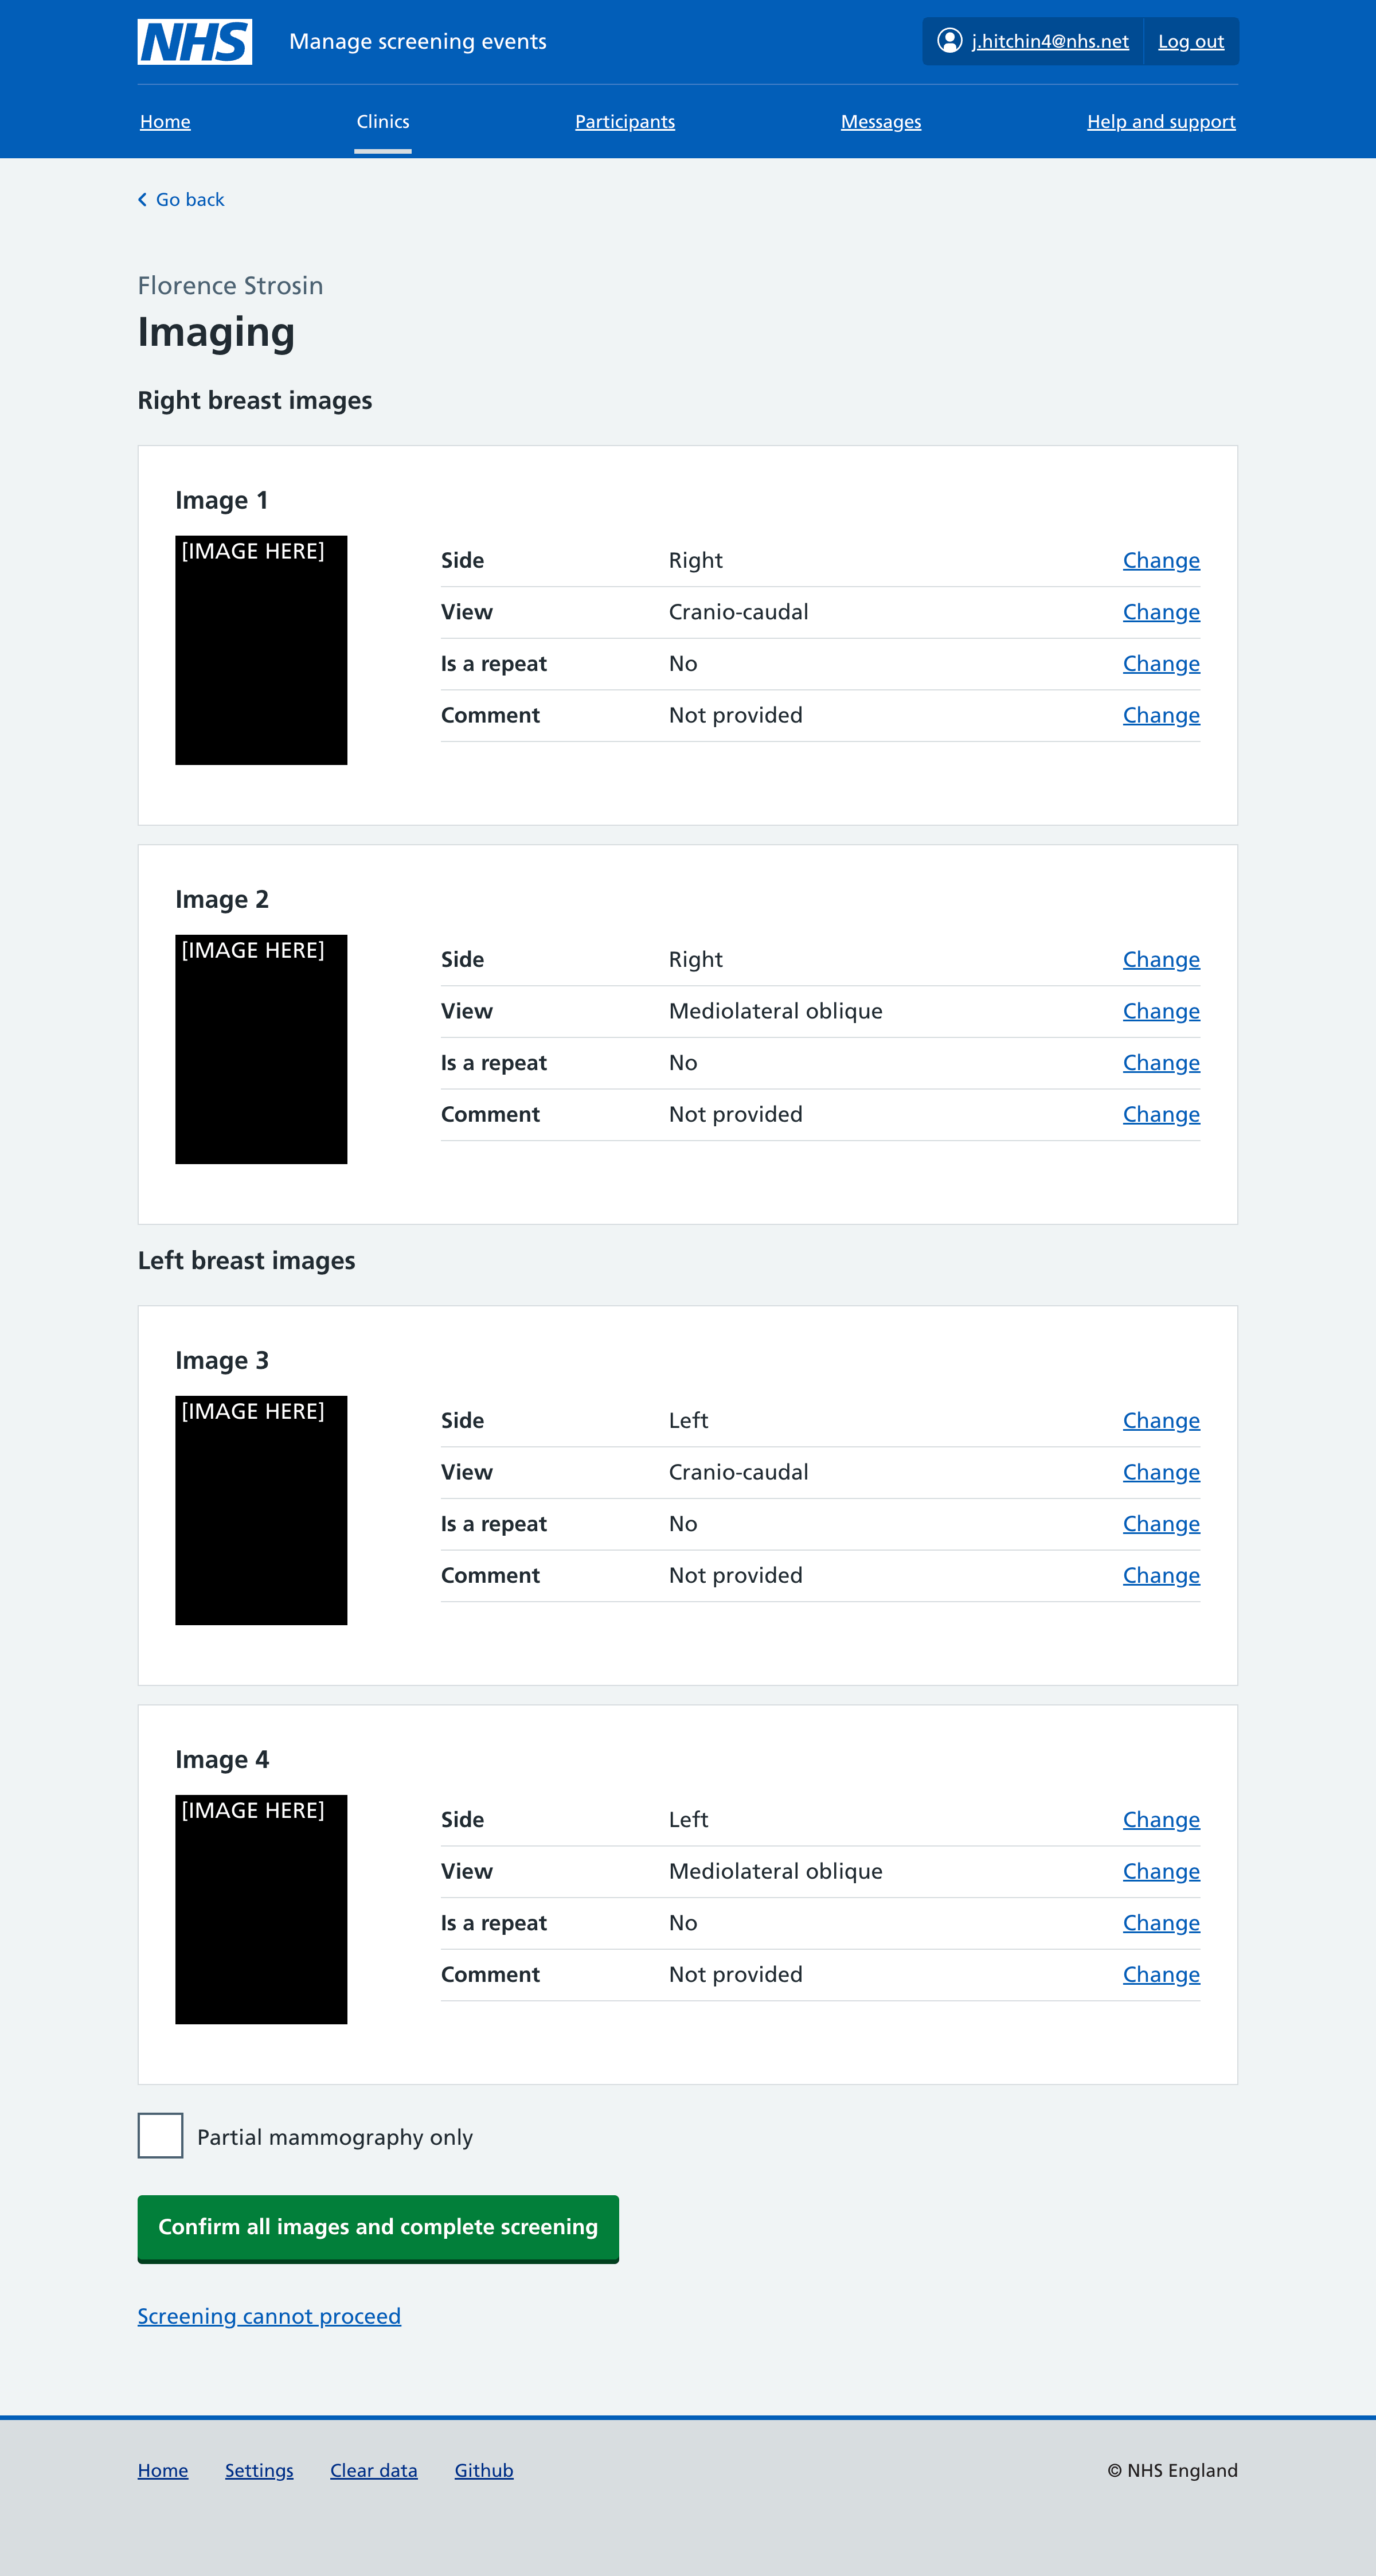 NHS Manage screening events j.hitchin4@nhs.net Log out
Home Clinics Participants Messages Help and support
Go back
Florence Strosin
Imaging
Right breast images
Image 1
[IMAGE HERE]
Side Right Change
View Cranio-caudal Change
Is a repeat No Change
Comment Not provided Change
Image 2
[IMAGE HERE]
Side Right Change
View Mediolateral oblique Change
Is a repeat No Change
Comment Not provided Change
Left breast images
Image 3
[IMAGE HERE]
Side Left Change
View Cranio-caudal Change
Is a repeat No Change
Comment Not provided Change
Image 4
[IMAGE HERE]
Side Left Change
View Mediolateral oblique Change
Is a repeat No Change
Comment Not provided Change
Partial mammography only
Confirm all images and complete screening
Screening cannot proceed
Home Settings Clear data Github © NHS England